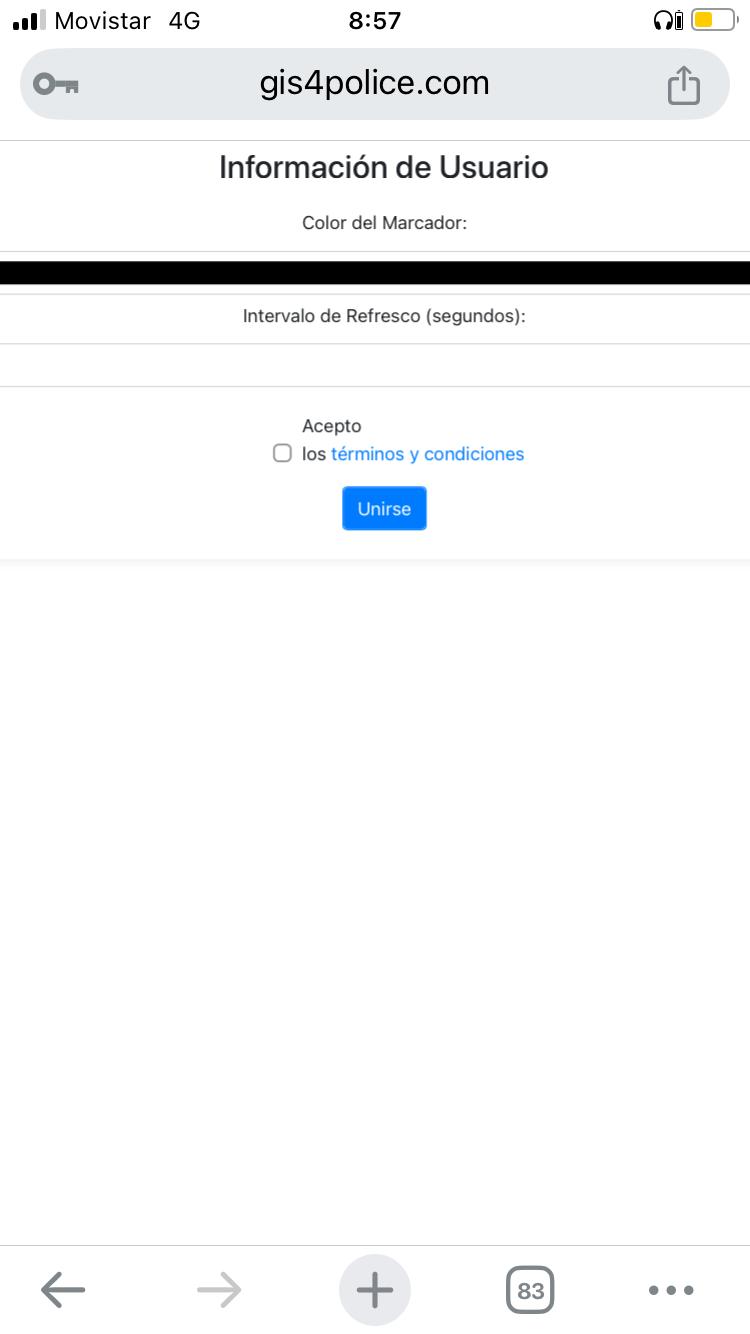 Movistar 4G 8:57
gis4police.com
Información de Usuario
Color del Marcador:
Intervalo de Refresco (segundos):
Acepto
los términos y condiciones
Unirse
83